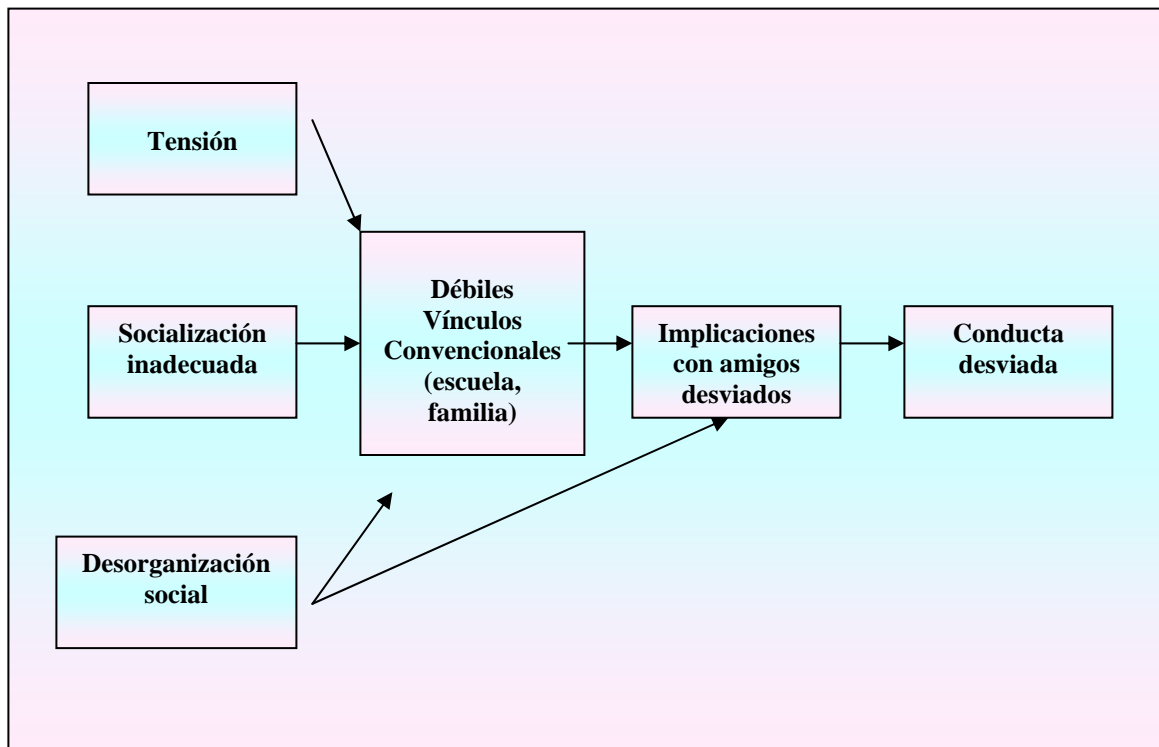 Tensión
Débiles
Vínculos
Convencionales
(escuela,
familia)
Socialización
inadecuada
Implicaciones
con amigos
desviados
Conducta
desviada
Desorganización
social